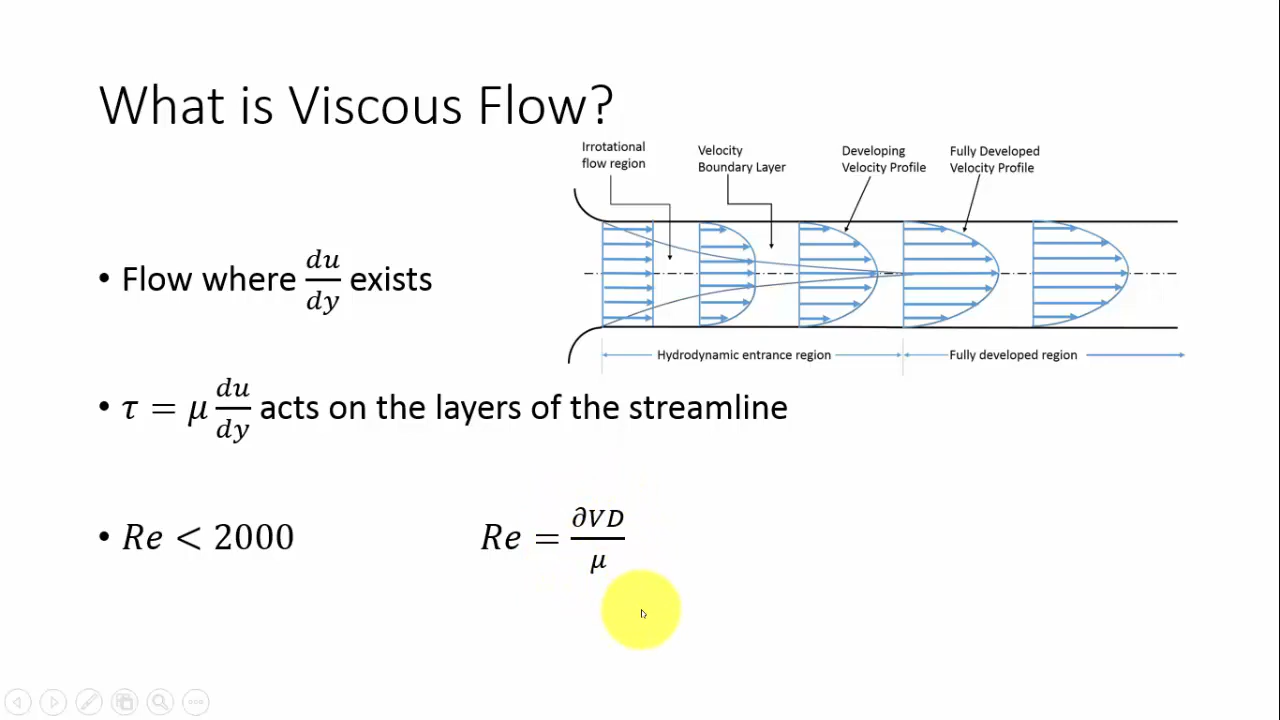 What is Viscous Flow?
Irrotational
flow region
Velocity
Boundary Layer
Developing
Velocity Profile
Fully Developed
Velocity Profile
Hydrodynamic entrance region
Fully developed region
• Flow where du/dy exists
• τ = μ du/dy acts on the layers of the streamline
• Re < 2000
Re = ∂VD/μ